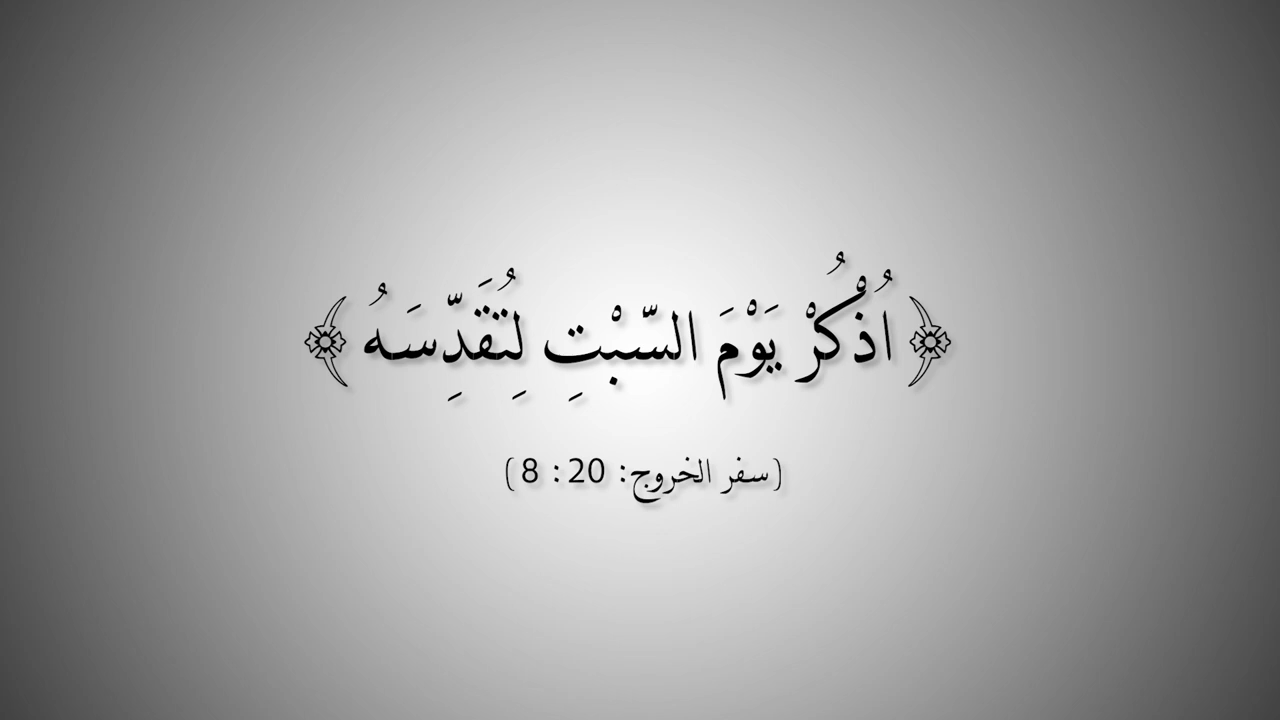 ﴿ اُذْكُرْ يَوْمَ السَّبْتِ لِتُقَدِّسَهُ ﴾
(سفر الخروج: 20 : 8)